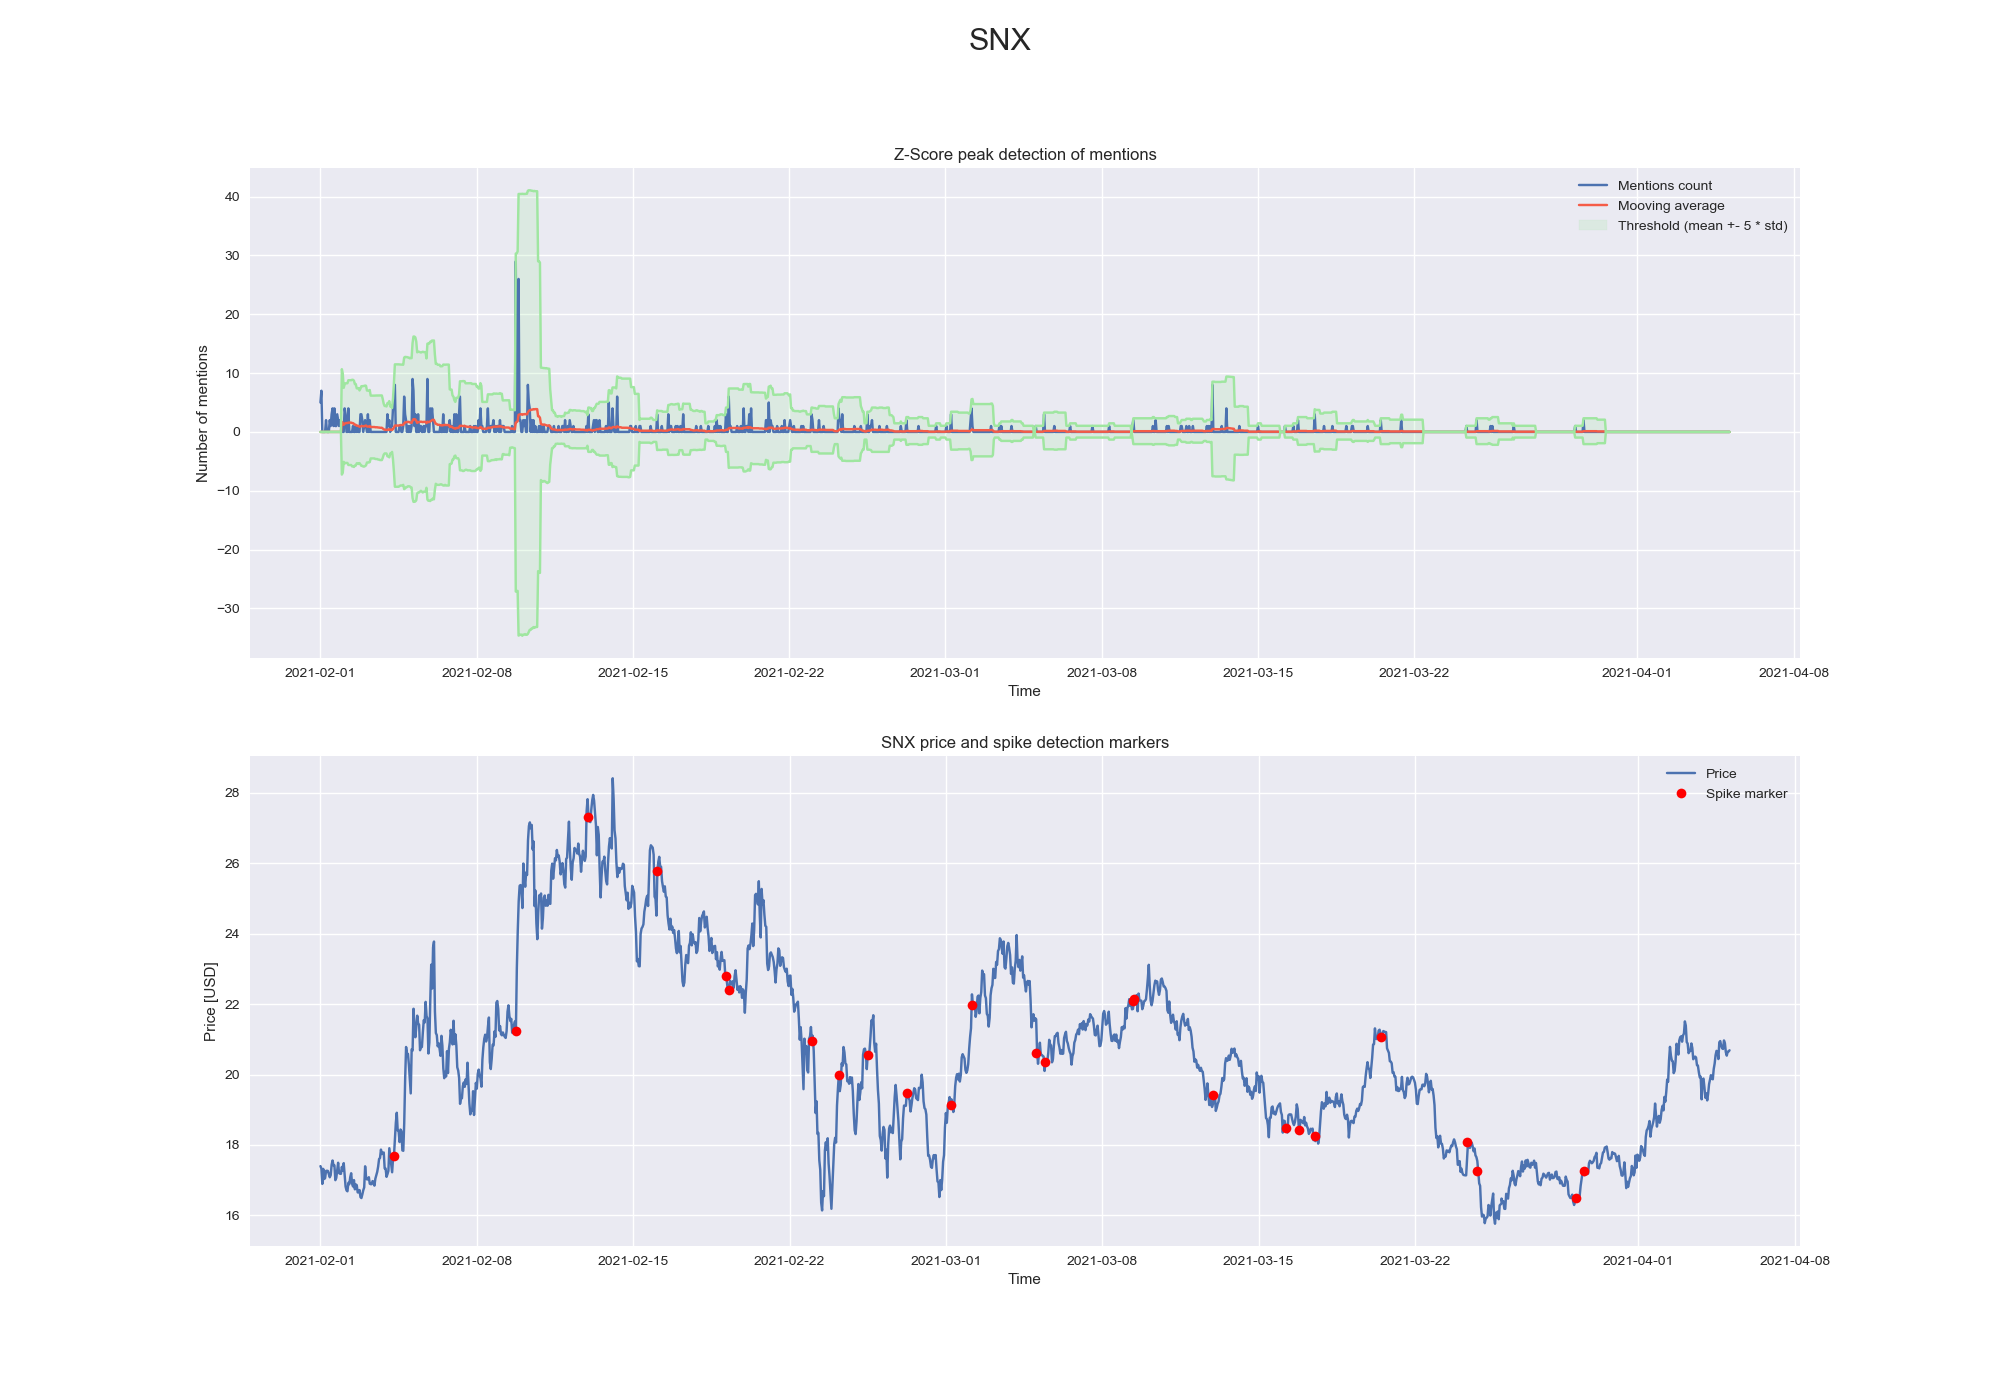 SNX
Z-Score peak detection of mentions
Mentions count
Mooving average
Threshold (mean +- 5 * std)
Number of mentions
40
30
20
10
0
−10
−20
−30
2021-02-01 2021-02-08 2021-02-15 2021-02-22 2021-03-01 2021-03-08 2021-03-15 2021-03-22 2021-04-01 2021-04-08
Time
SNX price and spike detection markers
Price
Spike marker
Price [USD]
28
26
24
22
20
18
16
2021-02-01 2021-02-08 2021-02-15 2021-02-22 2021-03-01 2021-03-08 2021-03-15 2021-03-22 2021-04-01 2021-04-08
Time